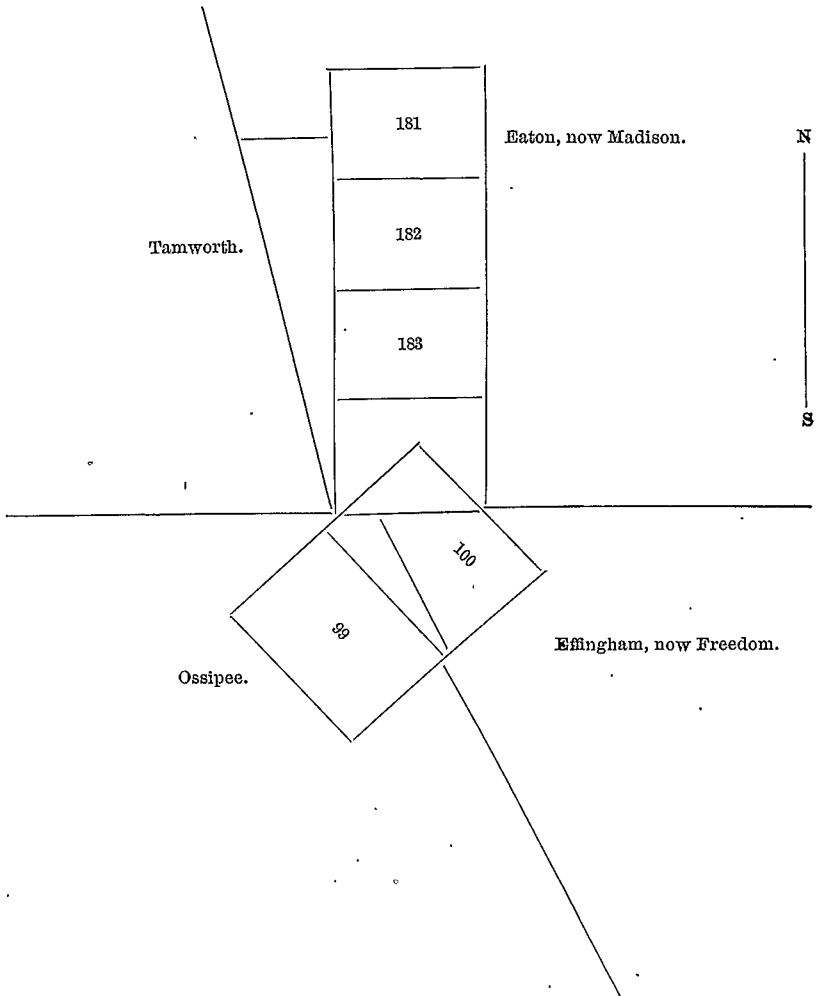 181
Eaton, now Madison.
N
Tamworth.
182
183
S
100
99
Effingham, now Freedom.
Ossipee.